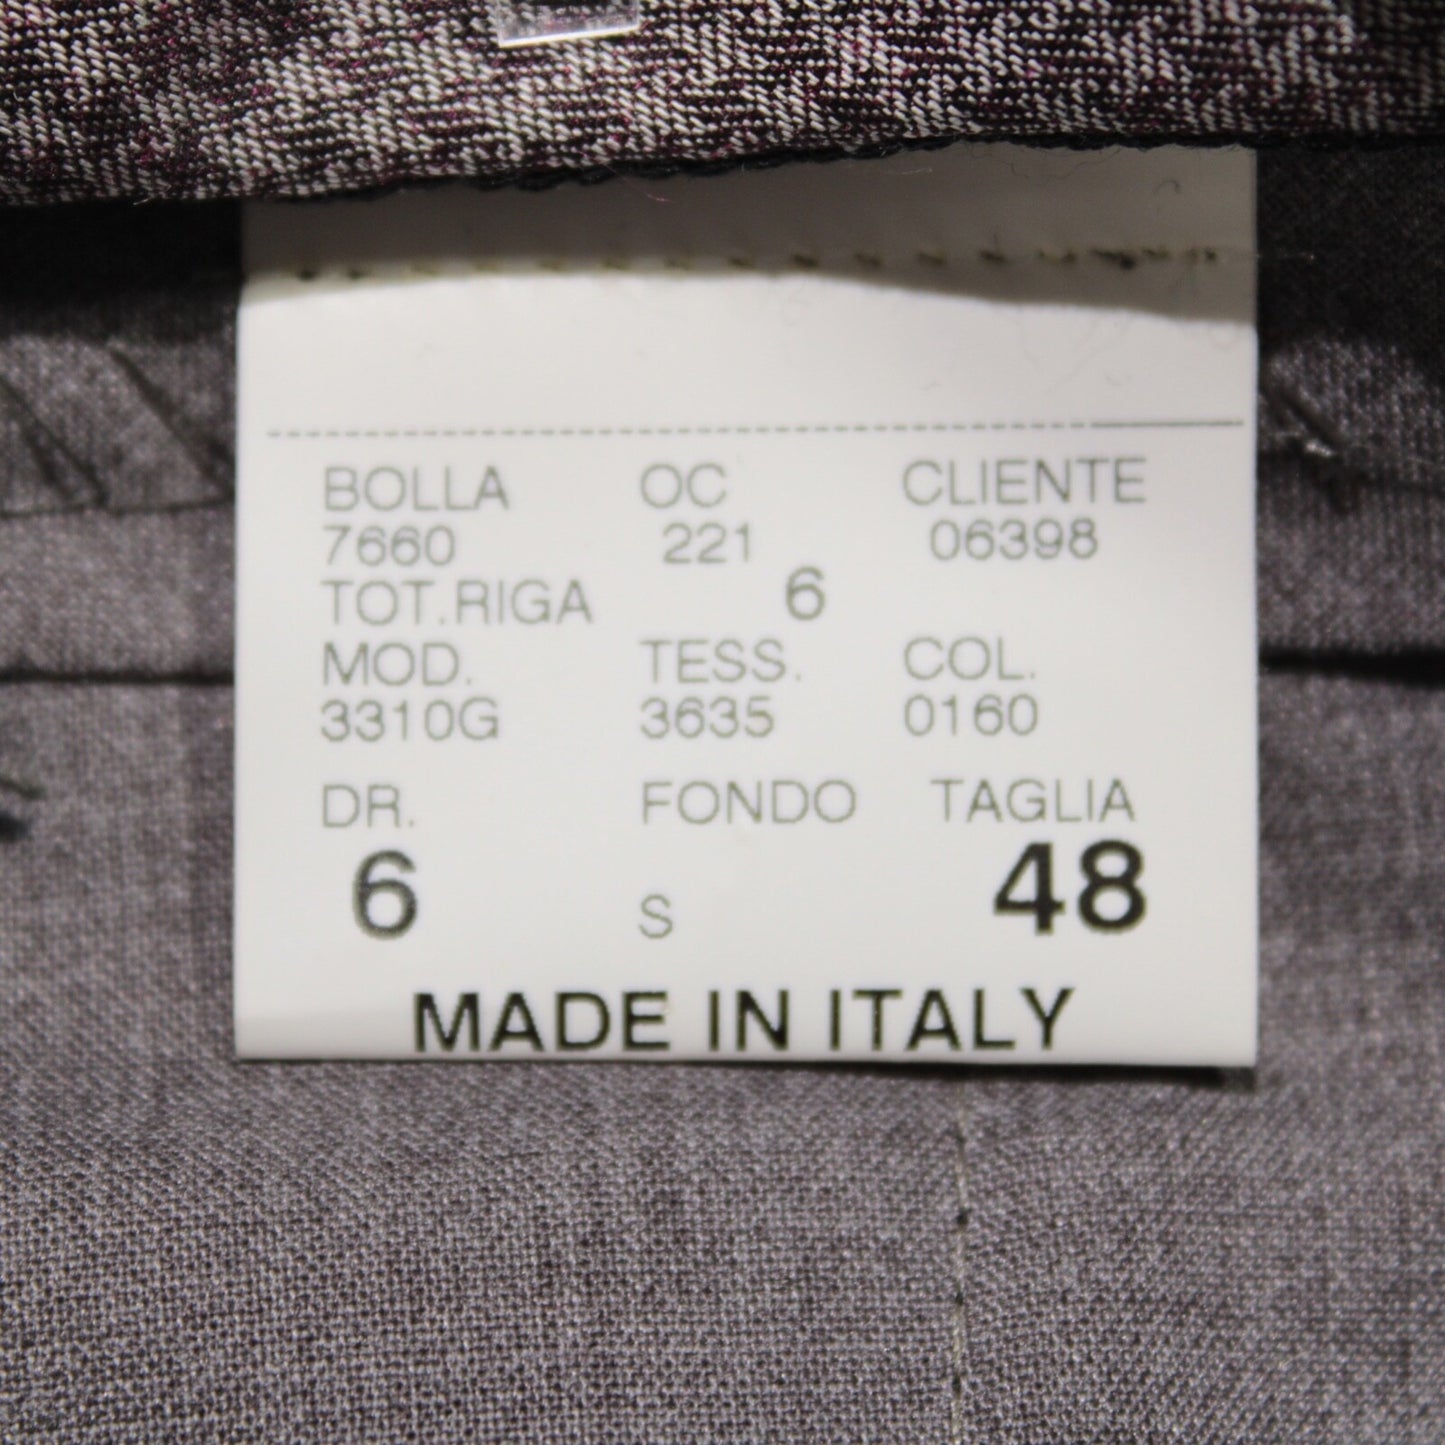 BOLLA OC CLIENTE
7660 221 06398
TOT.RIGA 6
MOD. TESS. COL.
3310G 3635 0160
DR. FONDO TAGLIA
6 S 48
MADE IN ITALY